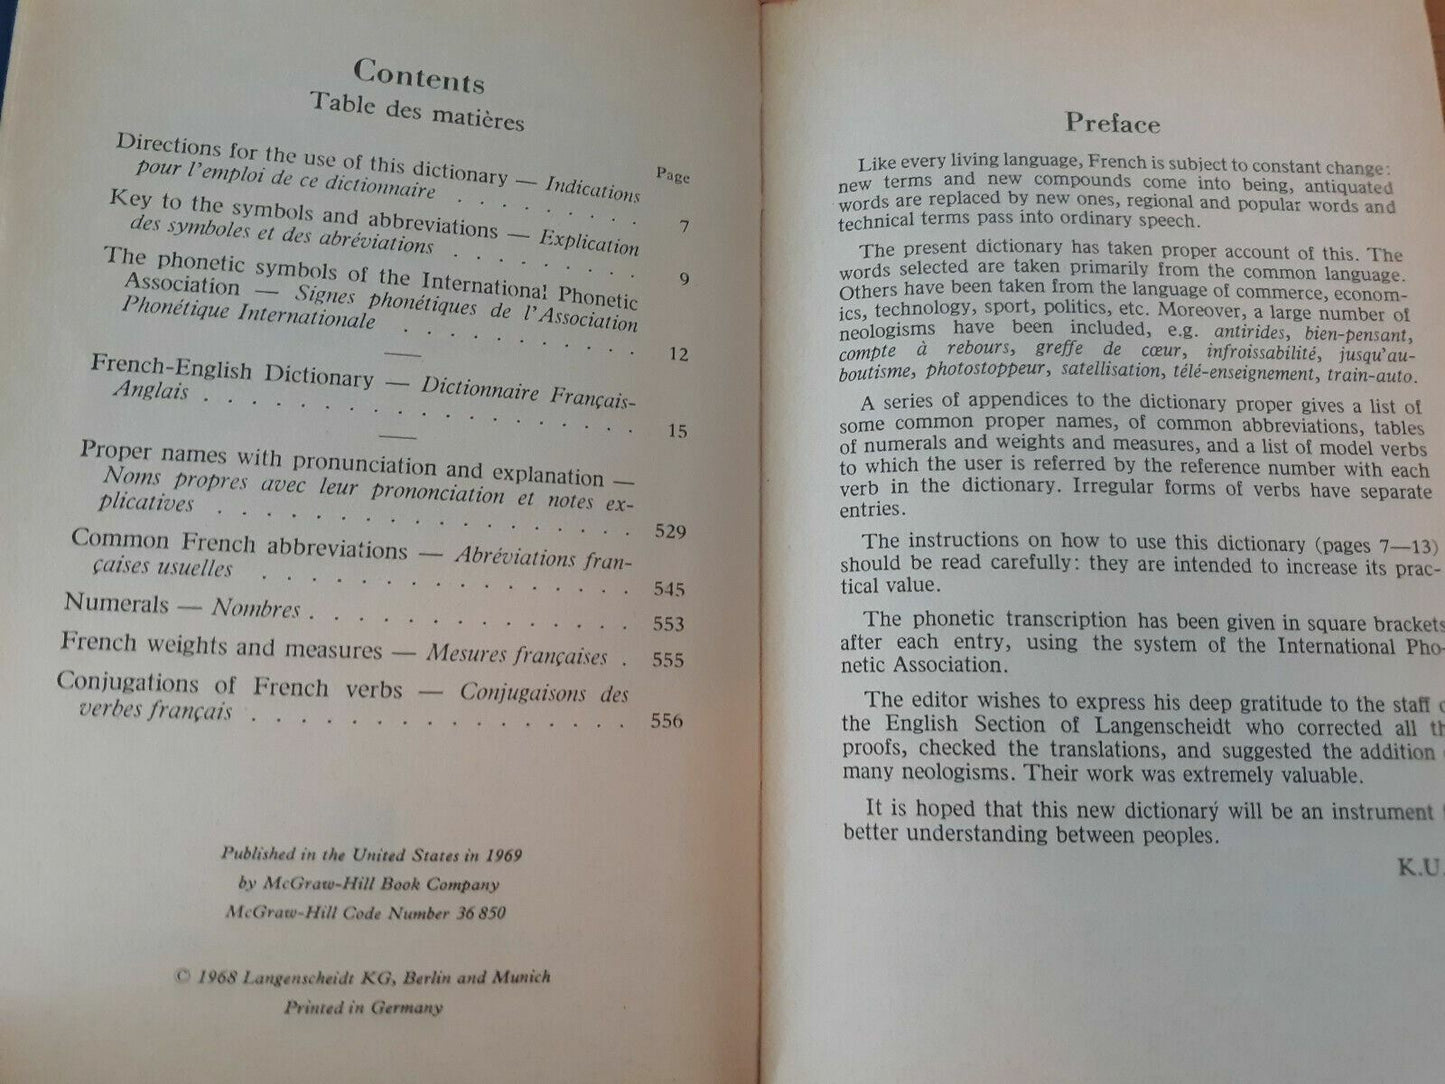 Contents
Table des matières
Page
Directions for the use of this dictionary — Indications
pour l'emploi de ce dictionnaire . . . . . . . . . 7
Key to the symbols and abbreviations — Explication
des symboles et des abréviations . . . . . . . . . 9
The phonetic symbols of the International Phonetic
Association — Signes phonétiques de l'Association
Phonétique Internationale . . . . . . . . . . . 12
French-English Dictionary — Dictionnaire Français-
Anglais . . . . . . . . . . . . . . . . . . 15
Proper names with pronunciation and explanation —
Noms propres avec leur prononciation et notes ex-
plicatives . . . . . . . . . . . . . . . . . 529
Common French abbreviations — Abréviations fran-
çaises usuelles . . . . . . . . . . . . . . . 545
Numerals — Nombres . . . . . . . . . . . . . 553
French weights and measures — Mesures françaises . 555
Conjugations of French verbs — Conjugaisons des
verbes français . . . . . . . . . . . . . . . 556
Published in the United States in 1969
by McGraw-Hill Book Company
McGraw-Hill Code Number 36 850
© 1968 Langenscheidt KG, Berlin and Munich
Printed in Germany
Preface
Like every living language, French is subject to constant change:
new terms and new compounds come into being, antiquated
words are replaced by new ones, regional and popular words and
technical terms pass into ordinary speech.
The present dictionary has taken proper account of this. The
words selected are taken primarily from the common language.
Others have been taken from the language of commerce, econom-
ics, technology, sport, politics, etc. Moreover, a large number of
neologisms have been included, e.g. antirides, bien-pensant,
compte à rebours, greffe de cœur, infroissabilité, jusqu'au-
boutisme, photostoppeur, satellisation, télé-enseignement, train-auto.
A series of appendices to the dictionary proper gives a list of
some common proper names, of common abbreviations, tables
of numerals and weights and measures, and a list of model verbs
to which the user is referred by the reference number with each
verb in the dictionary. Irregular forms of verbs have separate
entries.
The instructions on how to use this dictionary (pages 7—13)
should be read carefully: they are intended to increase its prac-
tical value.
The phonetic transcription has been given in square brackets
after each entry, using the system of the International Pho-
netic Association.
The editor wishes to express his deep gratitude to the staff
the English Section of Langenscheidt who corrected all
proofs, checked the translations, and suggested the addition
many neologisms. Their work was extremely valuable.
It is hoped that this new dictionary will be an instrument
better understanding between peoples.
K.U.